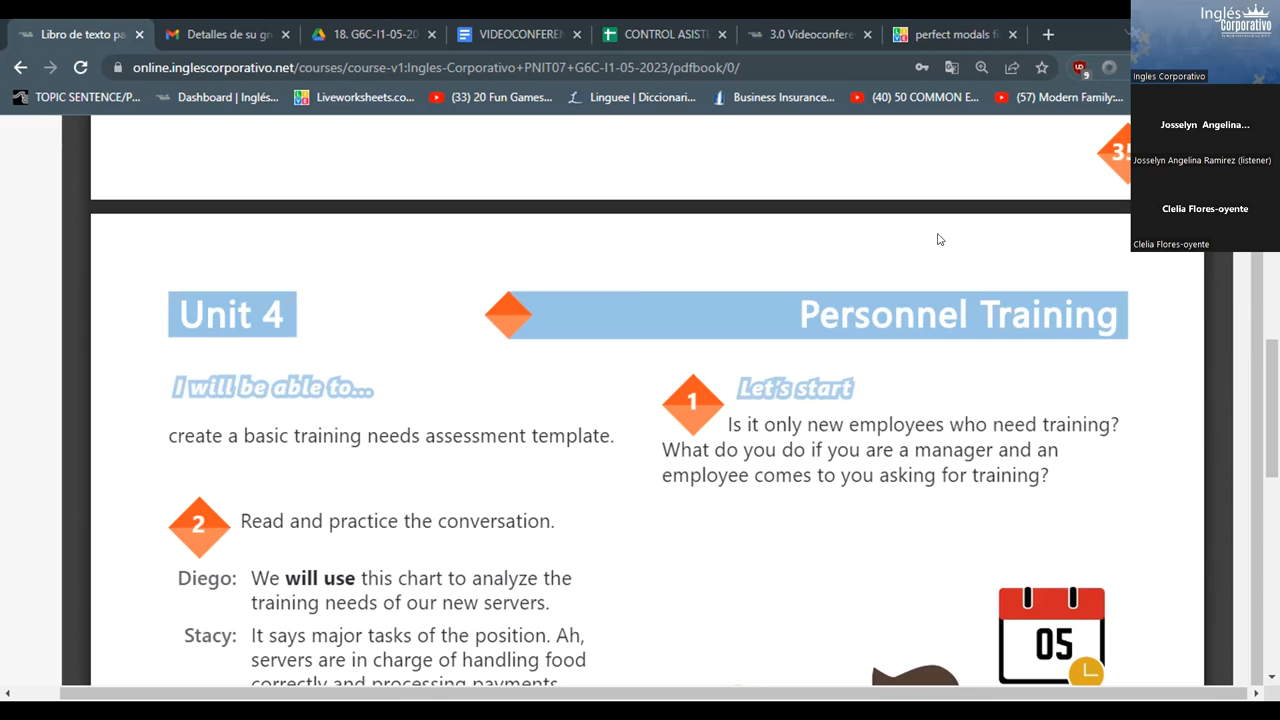 Libro de texto pa
Detalles de su gr
18. G6C-I1-05-20
VIDEOCONFEREN
CONTROL ASIST
3.0 Videoconfere
perfect modals fi
online.inglescorporativo.net/courses/course-v1:Ingles-Corporativo+PNIT07+G6C-I1-05-2023/pdfbook/0/
9
TOPIC SENTENCE/P...
Dashboard | Inglés...
Liveworksheets.co...
(33) 20 Fun Games...
Linguee | Diccionari...
Business Insurance...
(40) 50 COMMON E...
(57) Modern Family:...
Inglés
Corporativo
Ingles Corporativo
Josselyn Angelina...
Josselyn Angelina Ramirez (listener)
Clelia Flores-oyente
Clelia Flores-oyente
35
Unit 4
Personnel Training
I will be able to...
create a basic training needs assessment template.
1
Let's start
Is it only new employees who need training?
What do you do if you are a manager and an
employee comes to you asking for training?
2
Read and practice the conversation.
Diego: We will use this chart to analyze the
training needs of our new servers.
Stacy: It says major tasks of the position. Ah,
servers are in charge of handling food
correctly and processing payments
05